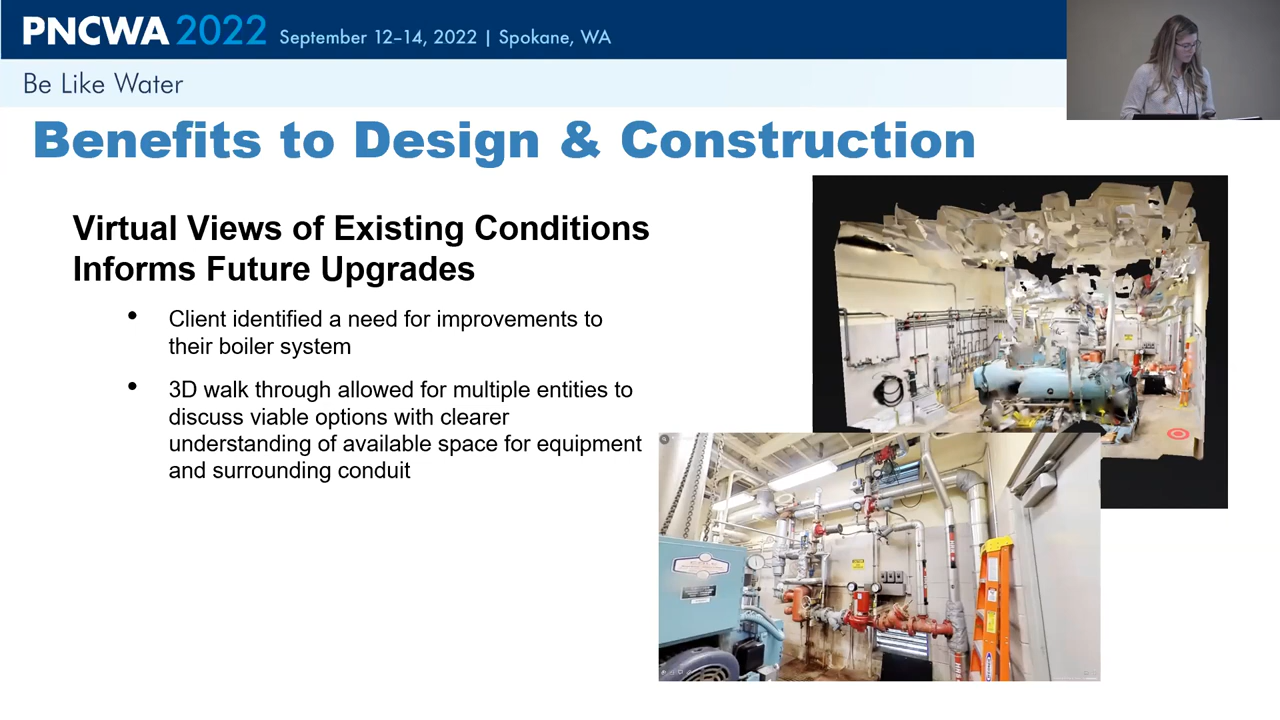 PNCWA 2022 September 12–14, 2022 | Spokane, WA
Be Like Water
Benefits to Design & Construction
Virtual Views of Existing Conditions
Informs Future Upgrades
• Client identified a need for improvements to
their boiler system
• 3D walk through allowed for multiple entities to
discuss viable options with clearer
understanding of available space for equipment
and surrounding conduit